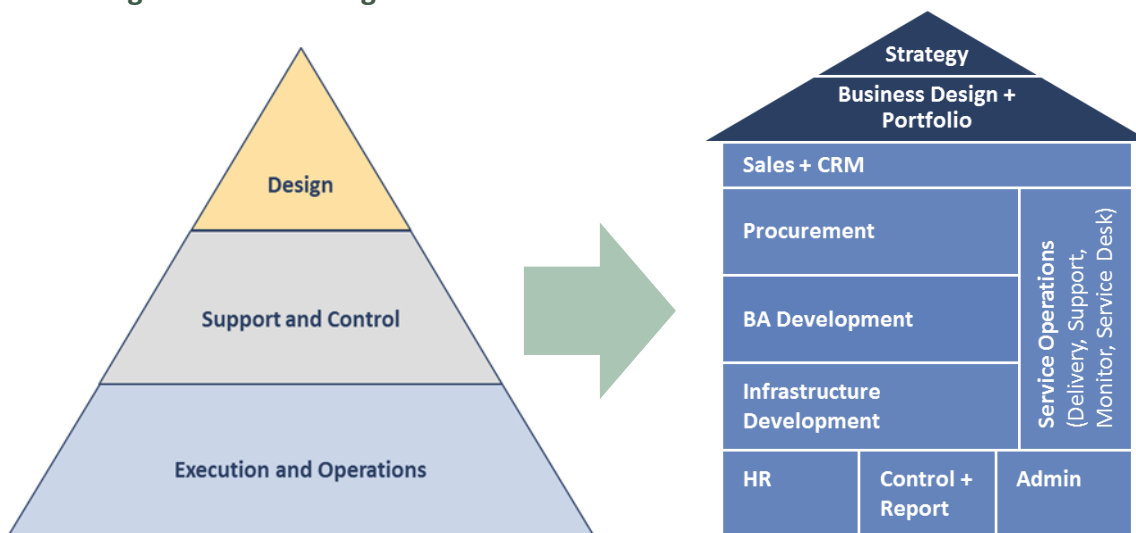 Design
Support and Control
Execution and Operations
Strategy
Business Design +
Portfolio
Sales + CRM
Procurement
BA Development
Infrastructure
Development
Service Operations
(Delivery, Support,
Monitor, Service Desk)
HR
Control +
Report
Admin